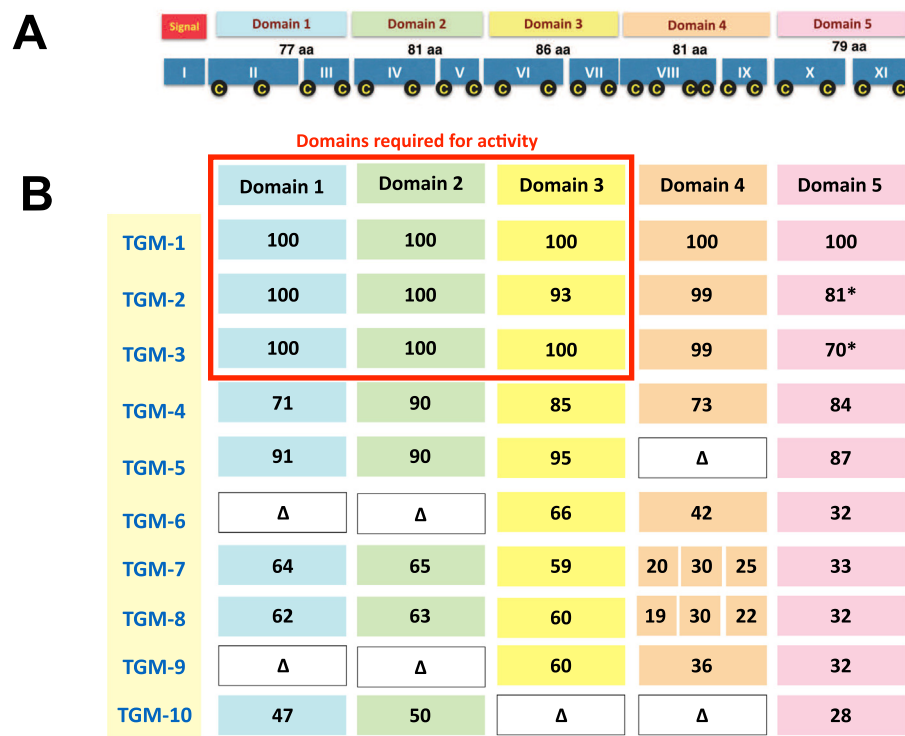 A
Signal Domain 1 Domain 2 Domain 3 Domain 4 Domain 5
77 aa 81 aa 86 aa 81 aa 79 aa
I II III IV V VI VII VIII IX X XI
C C C C C C C C C C C C C C C C C C C C C C
Domains required for activity
B
Domain 1 Domain 2 Domain 3 Domain 4 Domain 5
TGM-1 100 100 100 100 100
TGM-2 100 100 93 99 81*
TGM-3 100 100 100 99 70*
TGM-4 71 90 85 73 84
TGM-5 91 90 95 Δ 87
TGM-6 Δ Δ 66 42 32
TGM-7 64 65 59 20 30 25 33
TGM-8 62 63 60 19 30 22 32
TGM-9 Δ Δ 60 36 32
TGM-10 47 50 Δ Δ 28